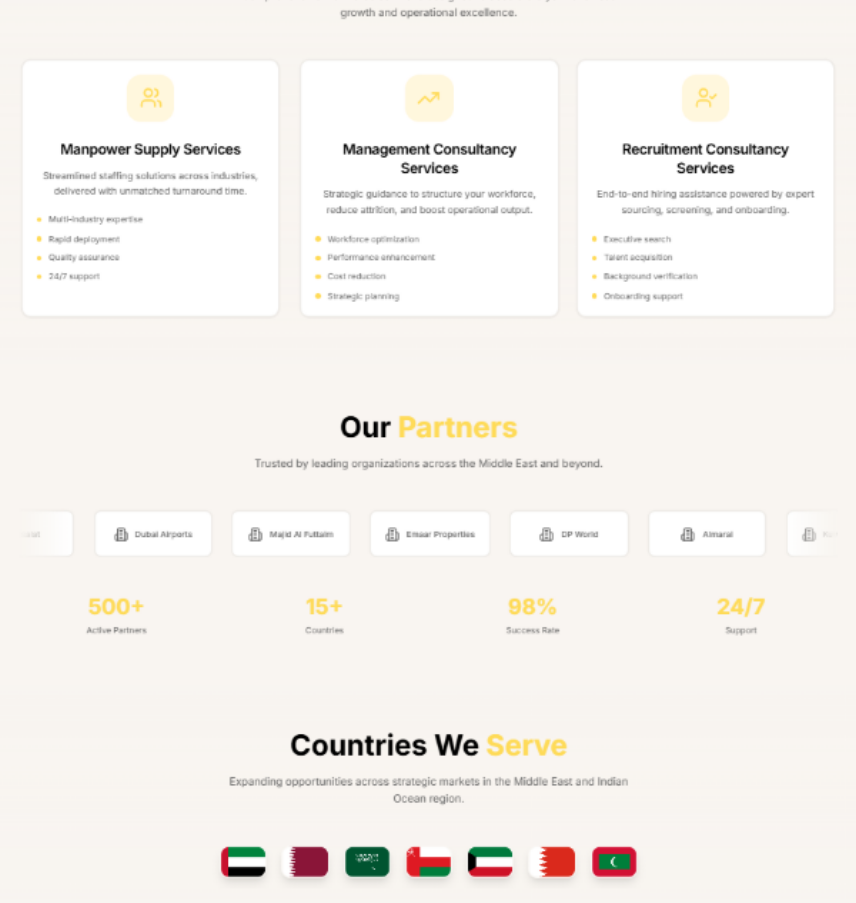 growth and operational excellence.
Manpower Supply Services
Streamlined staffing solutions across industries,
delivered with unmatched turnaround time.
Multi-industry expertise
Rapid deployment
Quality assurance
24/7 support
Management Consultancy
Services
Strategic guidance to structure your workforce,
reduce attrition, and boost operational output.
Workforce optimization
Performance enhancement
Cost reduction
Strategic planning
Recruitment Consultancy
Services
End-to-end hiring assistance powered by expert
sourcing, screening, and onboarding.
Executive search
Talent acquisition
Background verification
Onboarding support
Our Partners
Trusted by leading organizations across the Middle East and beyond.
Dubai Airports
Majid Al Futtaim
Emaar Properties
DP World
Almarai
500+
Active Partners
15+
Countries
98%
Success Rate
24/7
Support
Countries We Serve
Expanding opportunities across strategic markets in the Middle East and Indian
Ocean region.